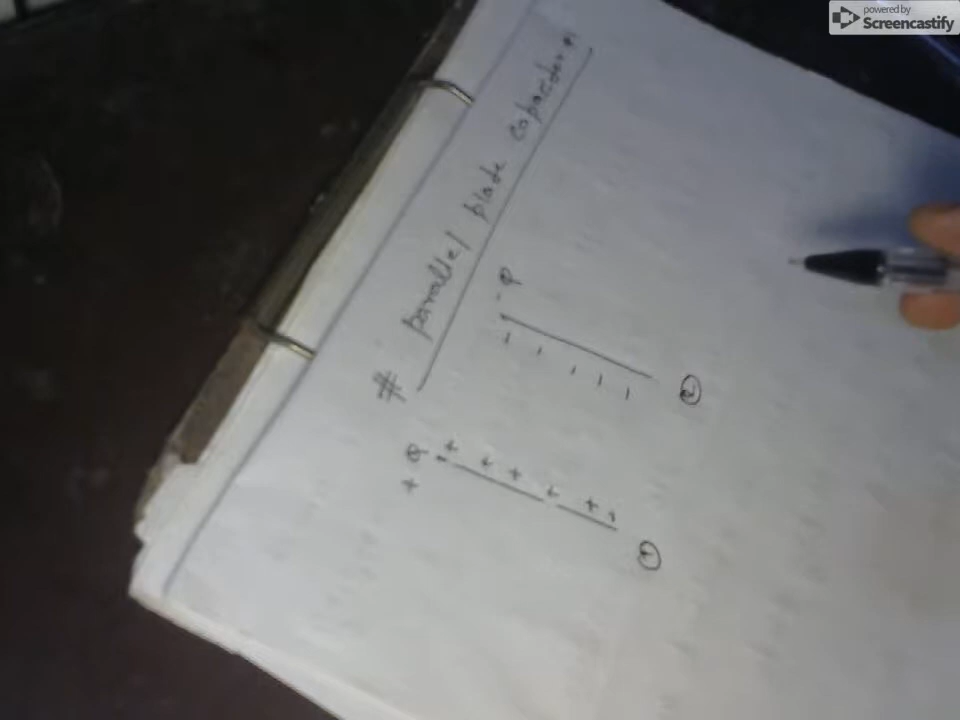 # parallel plate capacitor :
+ Q
- Q
+ + + + + +
- - - - -
1
2
powered by
Screencastify